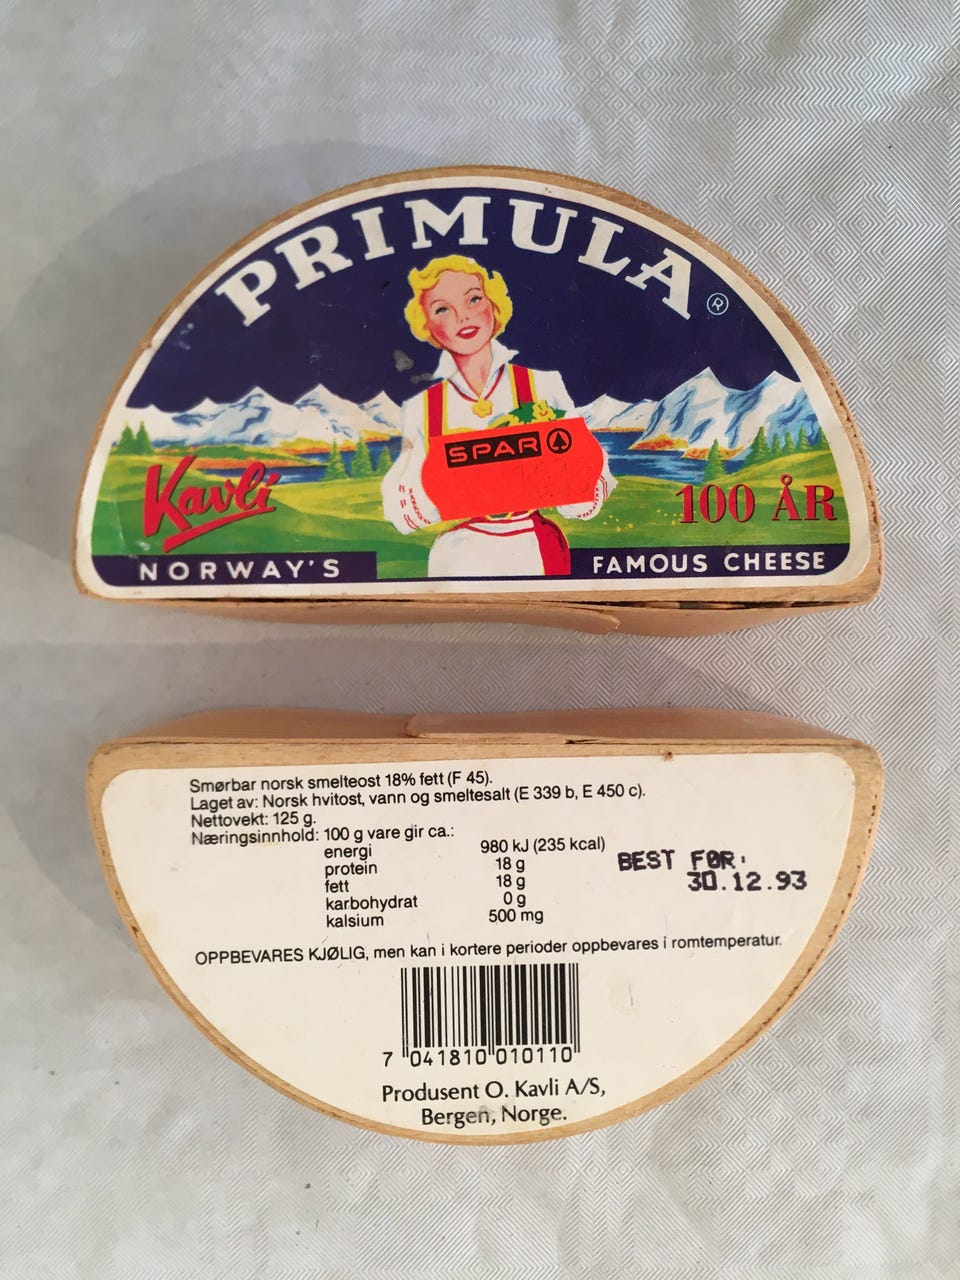 PRIMULA®
SPAR
Kavli
100 ÅR
NORWAY'S
FAMOUS CHEESE
Smørbar norsk smelteost 18% fett (F 45).
Laget av: Norsk hvitost, vann og smeltesalt (E 339 b, E 450 c).
Nettovekt: 125 g.
Næringsinnhold: 100 g vare gir ca.:
energi 980 kJ (235 kcal)
protein 18 g
fett 18 g
karbohydrat 0 g
kalsium 500 mg
BEST FØR:
30.12.93
OPPBEVARES KJØLIG, men kan i kortere perioder oppbevares i romtemperatur.
7 041810 010110
Produsent O. Kavli A/S,
Bergen, Norge.